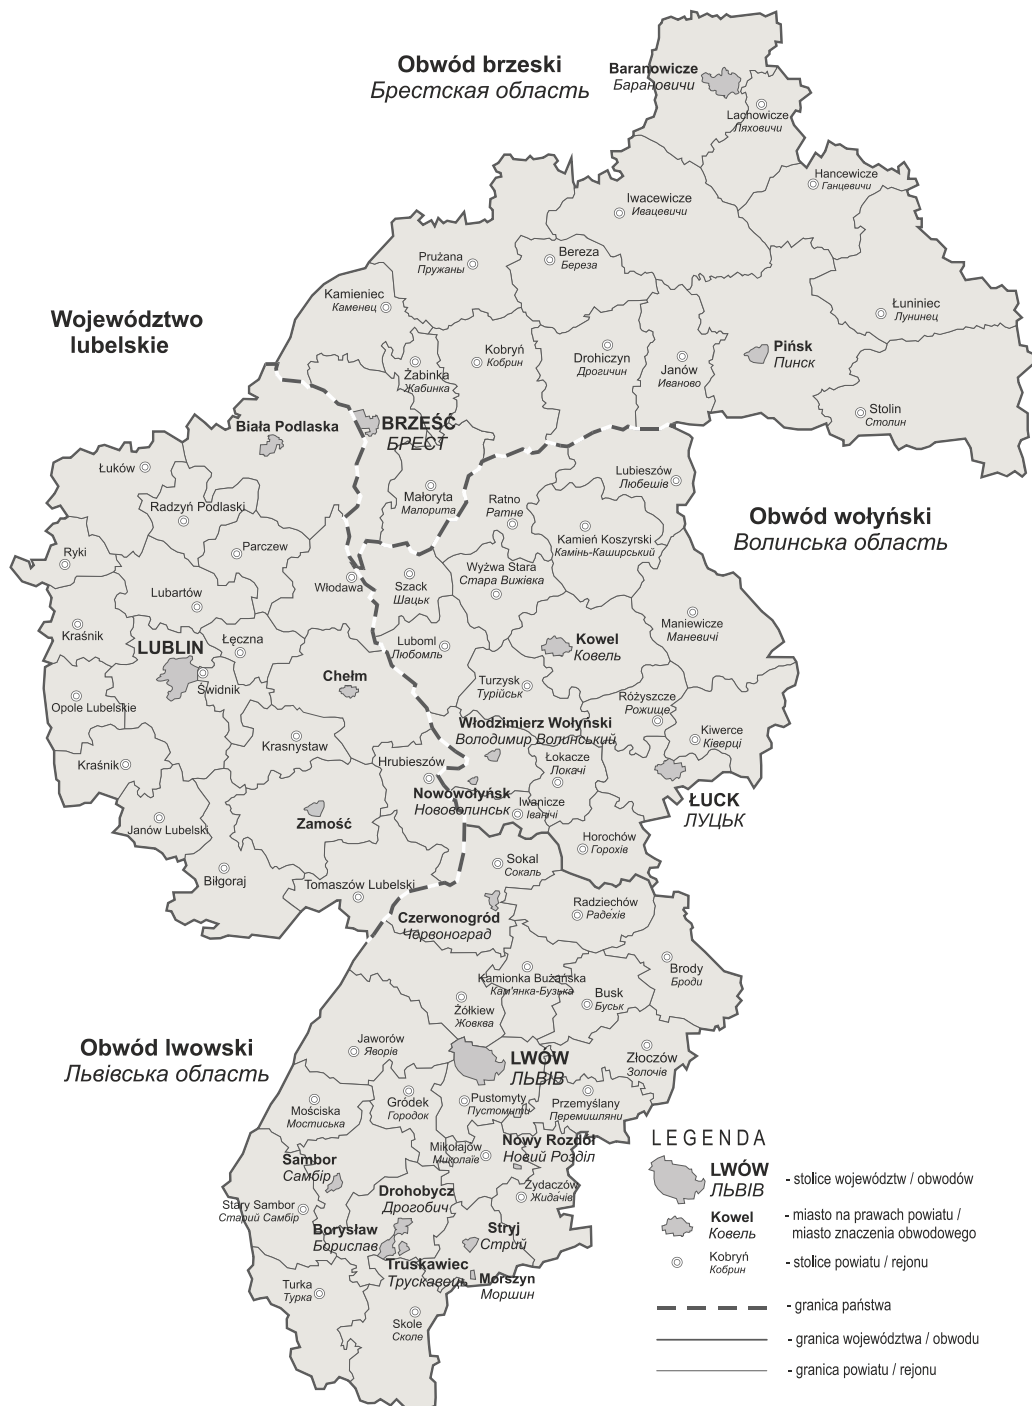 Obwód brzeski
Брестская область
Baranowicze
Барановичи
Lachowicze
Ляховичи
Hancewicze
Ганцевичи
Iwacewicze
Ивацевичи
Prużana
Пружаны
Bereza
Береза
Kamieniec
Каменец
Łuniniec
Лунинец
Województwo
lubelskie
Żabinka
Жабинка
Kobryń
Кобрин
Drohiczyn
Дрогичин
Janów
Иваново
Pińsk
Пинск
Stolin
Столин
Biała Podlaska
BRZEŚĆ
БРЕСТ
Łuków
Małoryta
Малорита
Lubieszów
Любешів
Radzyń Podlaski
Ratno
Ратне
Obwód wołyński
Волинська область
Ryki
Parczew
Kamień Koszyrski
Камінь-Каширський
Włodawa
Szack
Шацьк
Wyżwa Stara
Стара Вижівка
Lubartów
Maniewicze
Маневичі
Kraśnik
LUBLIN
Łęczna
Luboml
Любомль
Kowel
Ковель
Chełm
Świdnik
Turzysk
Турійськ
Opole Lubelskie
Różyszcze
Рожище
Włodzimierz Wołyński
Володимир Волинський
Kiwerce
Ківерці
Krasnystaw
Kraśnik
Hrubieszów
Łokacze
Локачі
Nowowołyńsk
Нововолинськ
Iwanicze
Іванічі
ŁUCK
ЛУЦЬК
Janów Lubelski
Zamość
Horochów
Горохів
Biłgoraj
Tomaszów Lubelski
Sokal
Сокаль
Czerwonogród
Червоноград
Radziechów
Радехів
Kamionka Bużańska
Кам'янка-Бузька
Brody
Броди
Busk
Буськ
Żółkiew
Жовква
Obwód lwowski
Львівська область
Jaworów
Яворів
LWÓW
ЛЬВІВ
Złoczów
Золочів
Mościska
Мостиська
Gródek
Городок
Pustomyty
Пустомити
Przemyślany
Перемишляни
Mikołajów
Миколаїв
Nowy Rozdół
Новий Розділ
Sambor
Самбір
Stary Sambor
Старий Самбір
Drohobycz
Дрогобич
Żydaczów
Жидачів
Borysław
Борислав
Stryj
Стрий
Truskawiec
Трускавець
Morszyn
Моршин
Turka
Турка
Skole
Сколе
LEGENDA
LWÓW
ЛЬВІВ
- stolice województw / obwodów
Kowel
Ковель
- miasto na prawach powiatu /
miasto znaczenia obwodowego
Kobryń
Кобрин
- stolice powiatu / rejonu
- granica państwa
- granica województwa / obwodu
- granica powiatu / rejonu